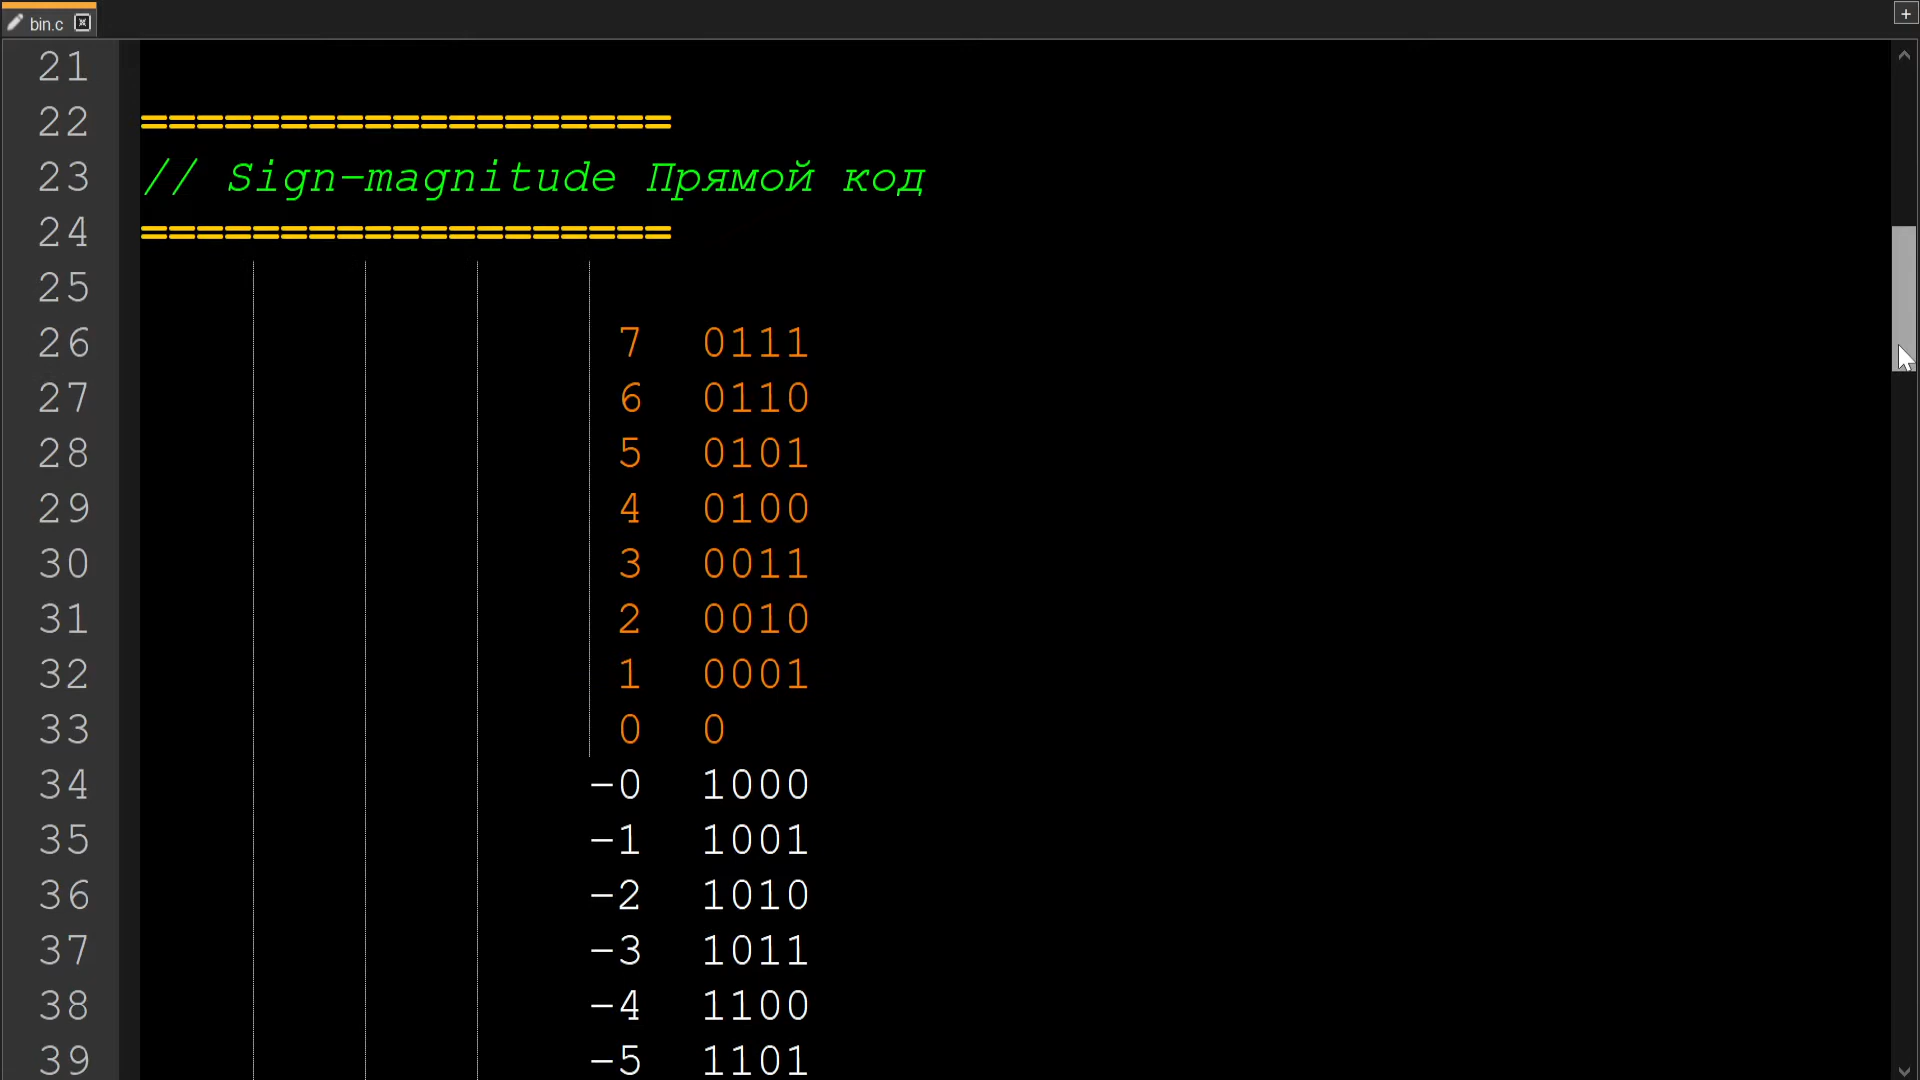 bin.c
21
22 ===================
23 // Sign-magnitude Прямой код
24 ===================
25
26 7 0111
27 6 0110
28 5 0101
29 4 0100
30 3 0011
31 2 0010
32 1 0001
33 0 0
34 -0 1000
35 -1 1001
36 -2 1010
37 -3 1011
38 -4 1100
39 -5 1101